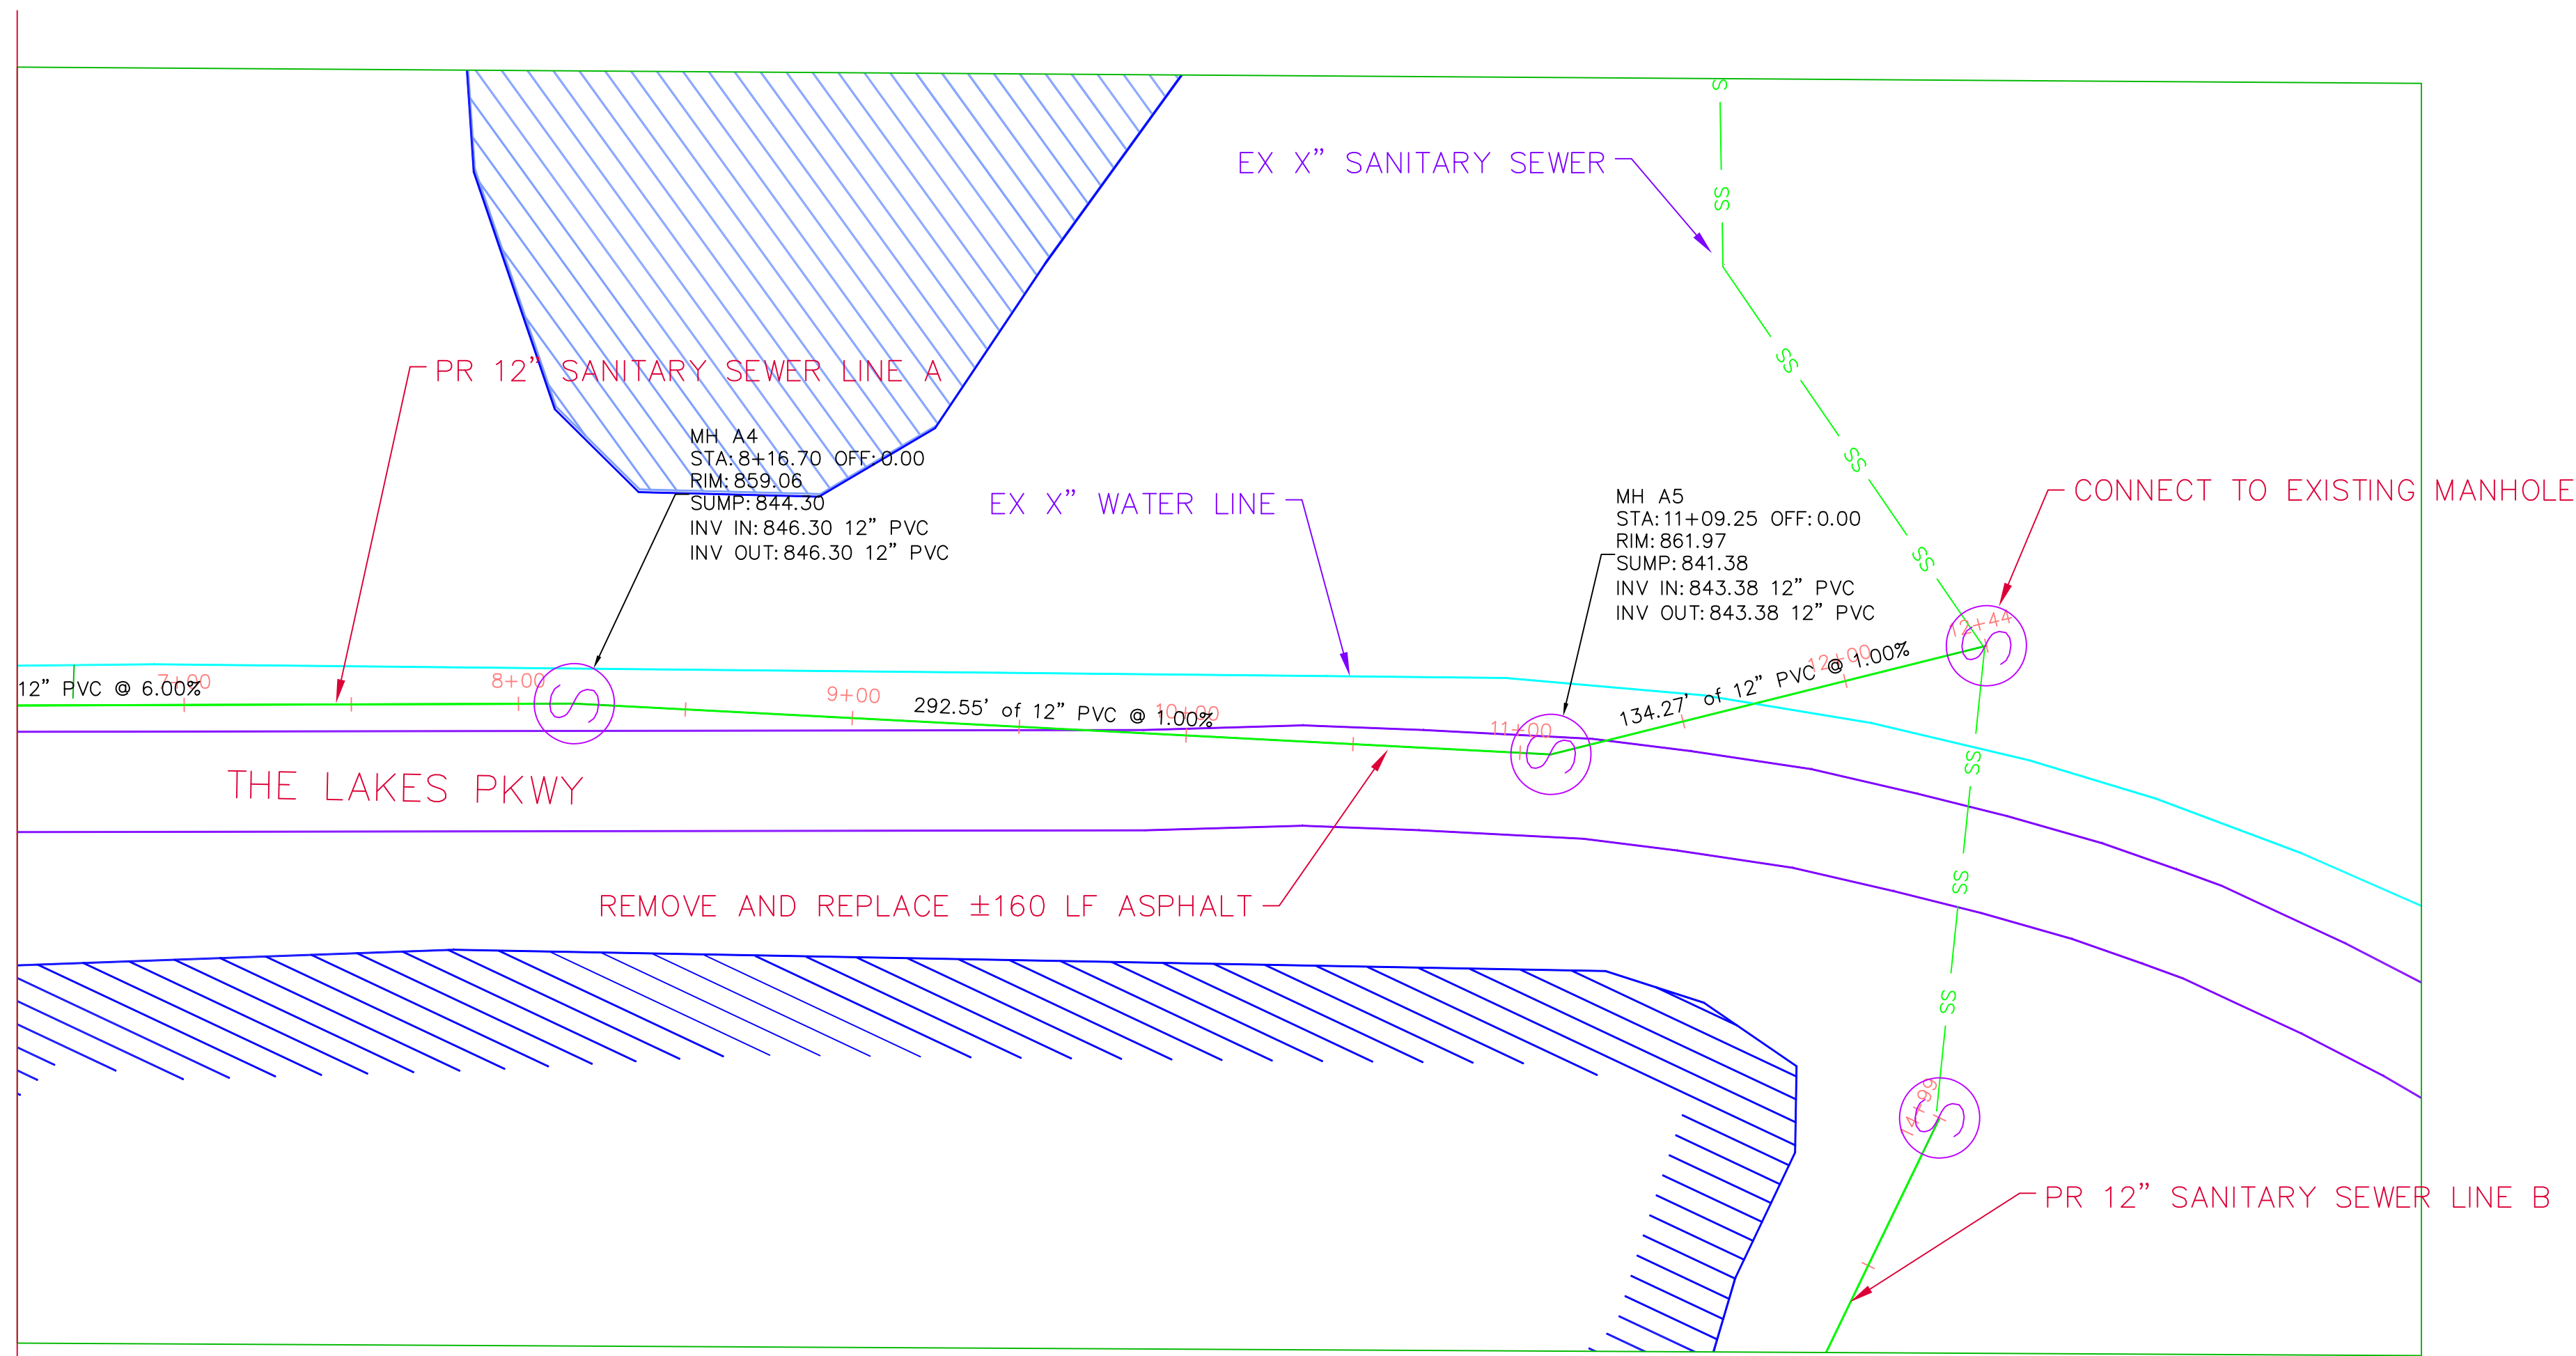 S
EX X” SANITARY SEWER
SS
SS
SS
SS
PR 12” SANITARY SEWER LINE A
MH A4
STA:8+16.70 OFF:0.00
RIM:859.06
SUMP:844.30
INV IN:846.30 12” PVC
INV OUT:846.30 12” PVC
EX X” WATER LINE
MH A5
STA:11+09.25 OFF:0.00
RIM:861.97
SUMP:841.38
INV IN:843.38 12” PVC
INV OUT:843.38 12” PVC
CONNECT TO EXISTING MANHOLE
12+44
S
12+00
134.27’ of 12” PVC @ 1.00%
7+00
12” PVC @ 6.00%
8+00
S
9+00
292.55’ of 12” PVC @ 1.00%
10+00
11+00
S
SS
THE LAKES PKWY
SS
REMOVE AND REPLACE ±160 LF ASPHALT
SS
14+99
S
PR 12” SANITARY SEWER LINE B